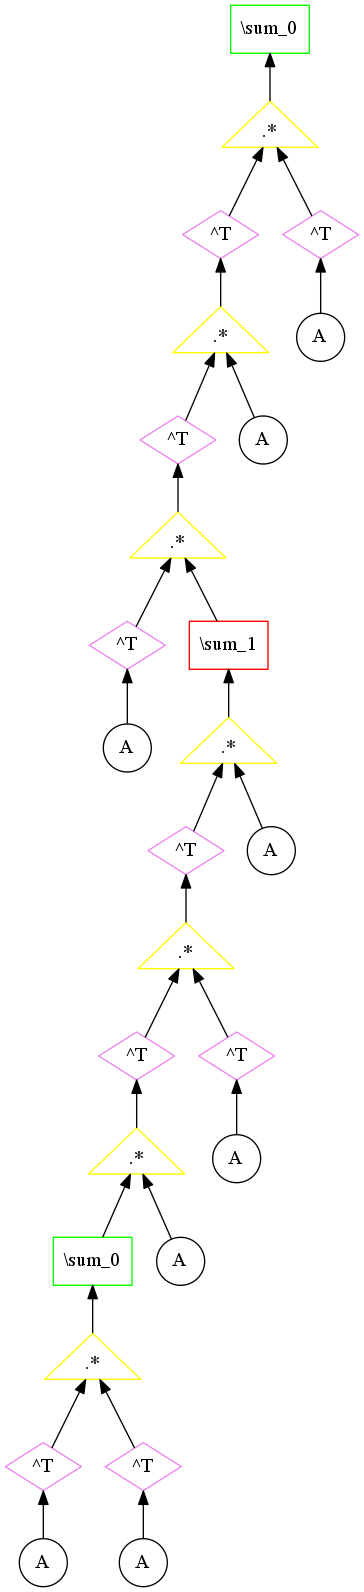 \sum_0
.*
^T ^T
.* A
^T A
.*
^T \sum_1
A .*
^T A
.*
^T ^T
.* A
\sum_0 A
.*
^T ^T
A A